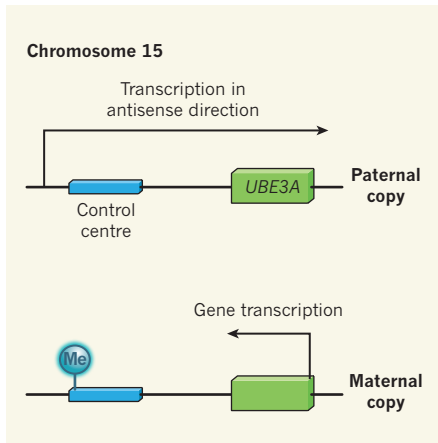 Chromosome 15
Transcription in
antisense direction
UBE3A
Paternal
copy
Control
centre
Gene transcription
Me
Maternal
copy